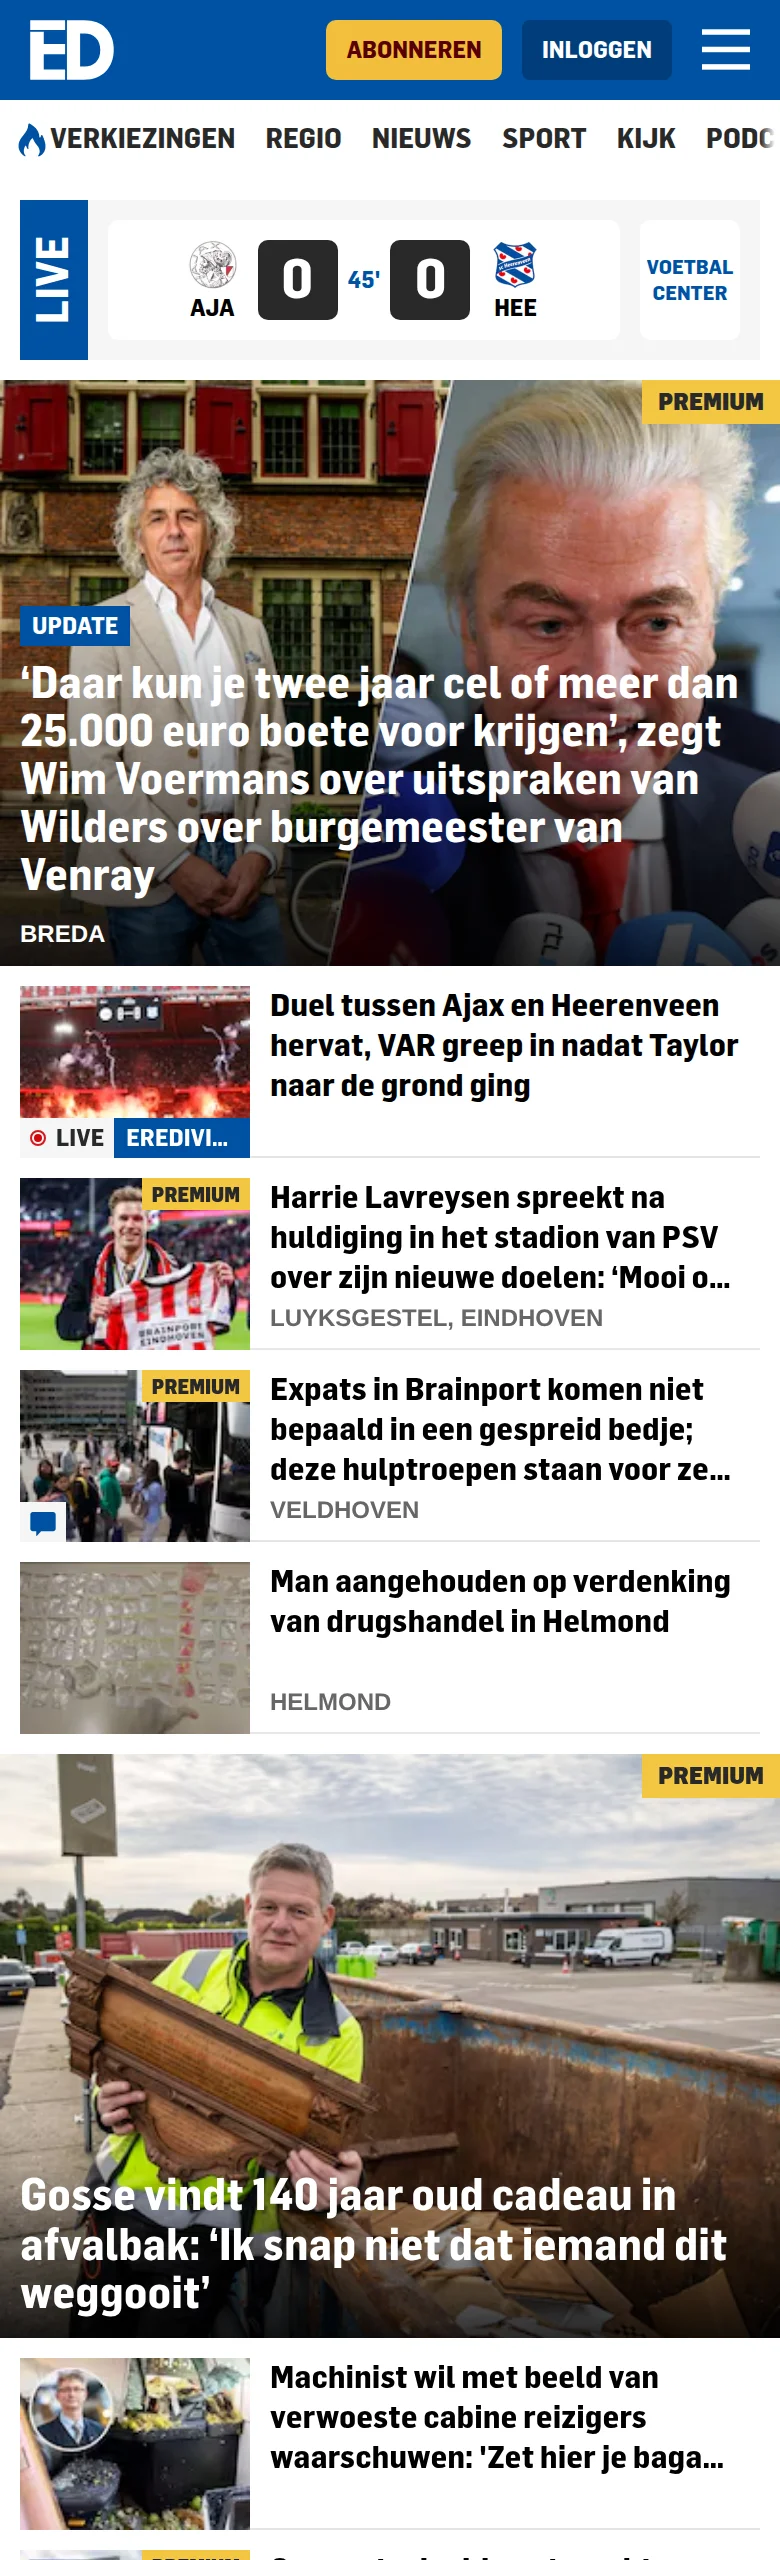 ED
ABONNEREN
INLOGGEN
VERKIEZINGEN REGIO NIEUWS SPORT KIJK PODC
LIVE
0 45' 0
AJA HEE
VOETBAL
CENTER
PREMIUM
UPDATE
‘Daar kun je twee jaar cel of meer dan
25.000 euro boete voor krijgen’, zegt
Wim Voermans over uitspraken van
Wilders over burgemeester van
Venray
BREDA
Duel tussen Ajax en Heerenveen
hervat, VAR greep in nadat Taylor
naar de grond ging
LIVE EREDIVI...
PREMIUM
Harrie Lavreysen spreekt na
huldiging in het stadion van PSV
over zijn nieuwe doelen: ‘Mooi o...
LUYKSGESTEL, EINDHOVEN
BRAINPORT
EINDHOVEN
PREMIUM
Expats in Brainport komen niet
bepaald in een gespreid bedje;
deze hulptroepen staan voor ze...
VELDHOVEN
Man aangehouden op verdenking
van drugshandel in Helmond
HELMOND
PREMIUM
Gosse vindt 140 jaar oud cadeau in
afvalbak: ‘Ik snap niet dat iemand dit
weggooit’
Machinist wil met beeld van
verwoeste cabine reizigers
waarschuwen: 'Zet hier je baga...